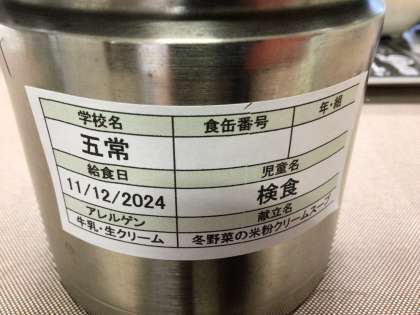 学校名 食缶番号 年・組
五常
給食日 児童名
11/12/2024 検食
アレルゲン 献立名
牛乳・生クリーム 冬野菜の米粉クリームスープ